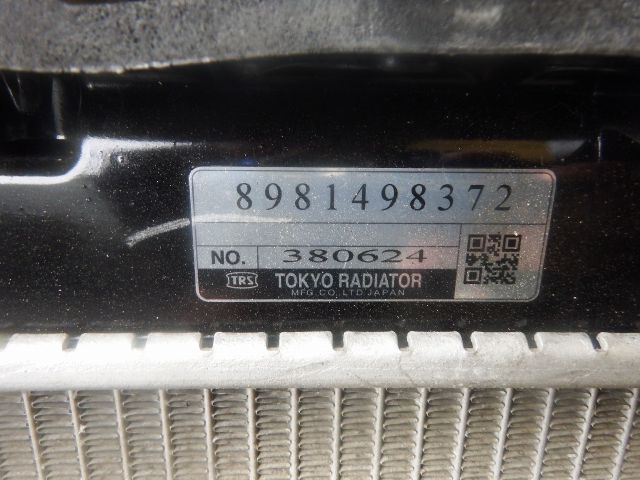 8981498372
NO. 380624
TRS TOKYO RADIATOR
MFG. CO., LTD. JAPAN